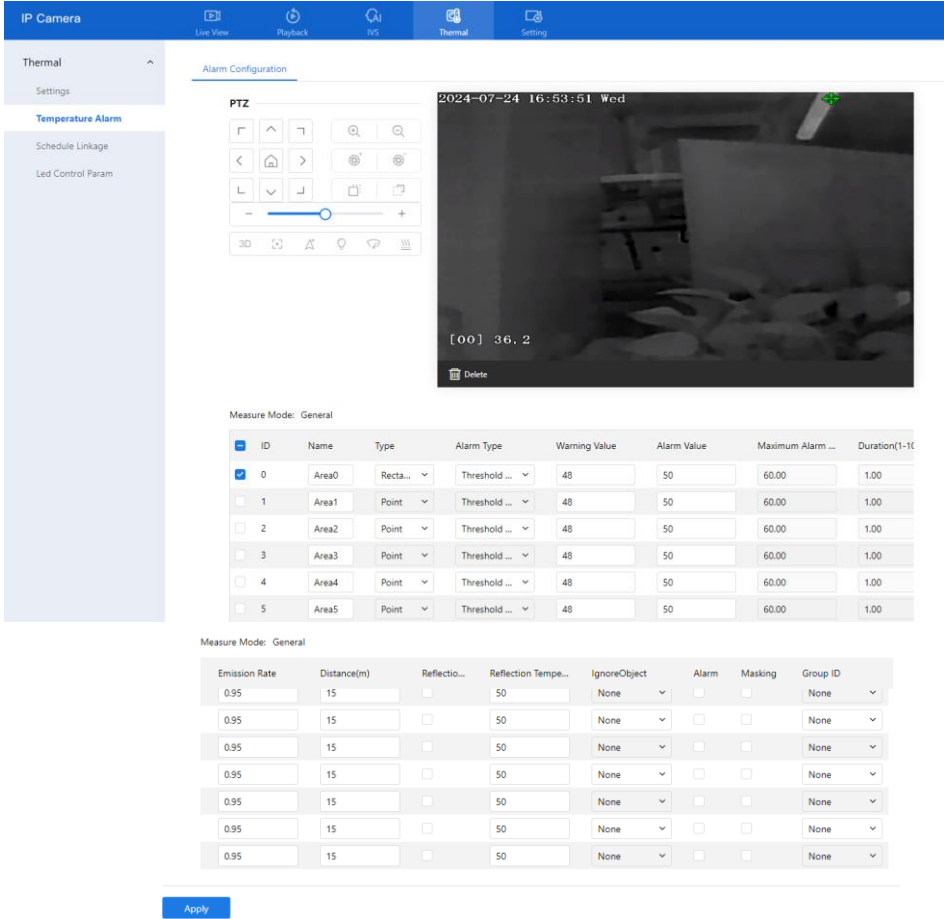 IP Camera
Live View Playback IVS Thermal Setting
Thermal
Settings
Temperature Alarm
Schedule Linkage
Led Control Param
Alarm Configuration
PTZ
3D
2024-07-24 16:53:51 Wed
[00] 36.2
Delete
Measure Mode: General
ID Name Type Alarm Type Warning Value Alarm Value Maximum Alarm ... Duration(1-10
0 Area0 Recta... Threshold ... 48 50 60.00 1.00
1 Area1 Point Threshold ... 48 50 60.00 1.00
2 Area2 Point Threshold ... 48 50 60.00 1.00
3 Area3 Point Threshold ... 48 50 60.00 1.00
4 Area4 Point Threshold ... 48 50 60.00 1.00
5 Area5 Point Threshold ... 48 50 60.00 1.00
Measure Mode: General
Emission Rate Distance(m) Reflectio... Reflection Tempe... IgnoreObject Alarm Masking Group ID
0.95 15 50 None None
0.95 15 50 None None
0.95 15 50 None None
0.95 15 50 None None
0.95 15 50 None None
0.95 15 50 None None
0.95 15 50 None None
Apply